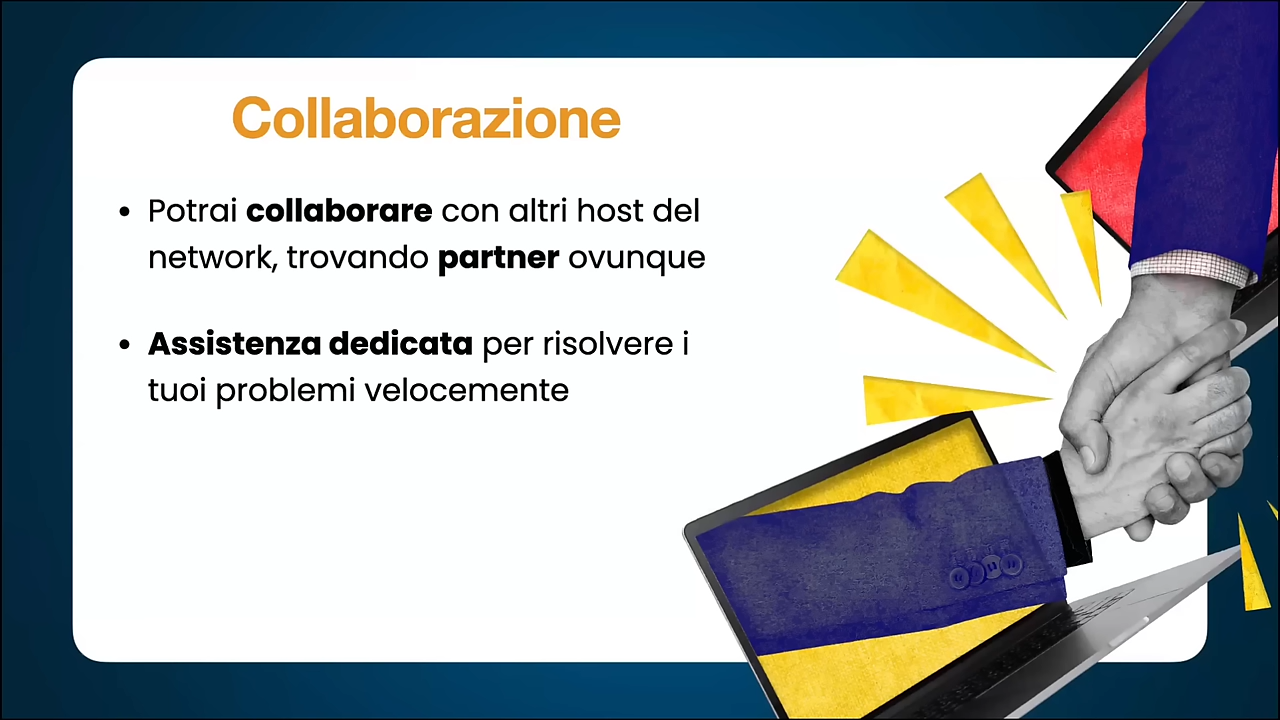 Collaborazione
• Potrai collaborare con altri host del
network, trovando partner ovunque
• Assistenza dedicata per risolvere i
tuoi problemi velocemente